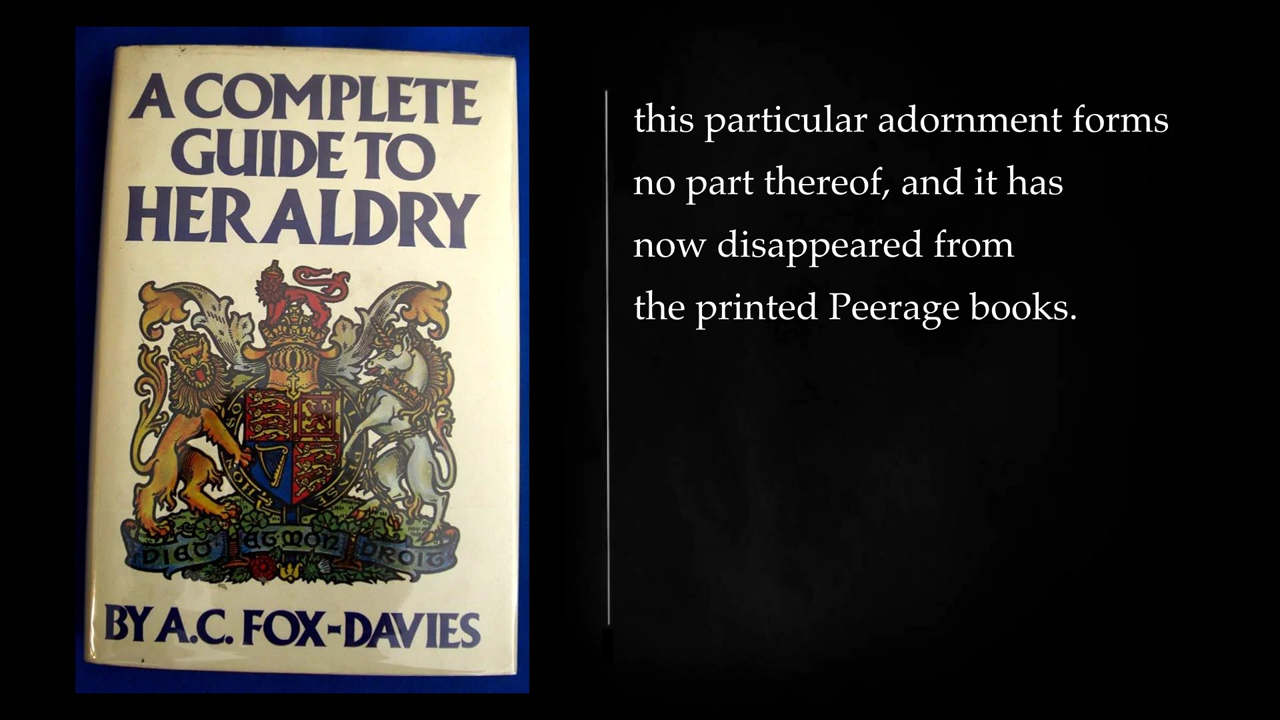 A COMPLETE
GUIDE TO
HERALDRY
DIEU ET MON DROIT
BY A.C. FOX-DAVIES
this particular adornment forms
no part thereof, and it has
now disappeared from
the printed Peerage books.